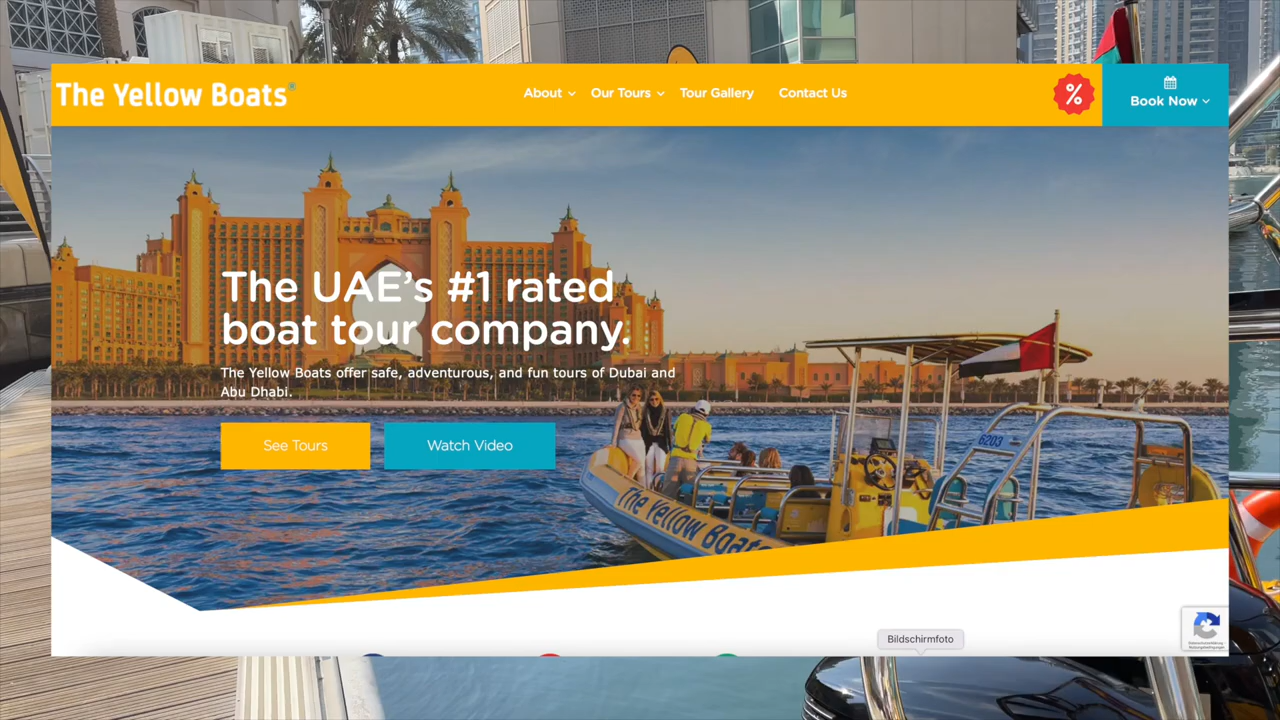 The Yellow Boats®
About
Our Tours
Tour Gallery
Contact Us
%
Book Now
The UAE's #1 rated
boat tour company.
The Yellow Boats offer safe, adventurous, and fun tours of Dubai and
Abu Dhabi.
See Tours
Watch Video
6203
The Yellow Boats
Bildschirmfoto
Datenschutzerklärung
Nutzungsbedingungen